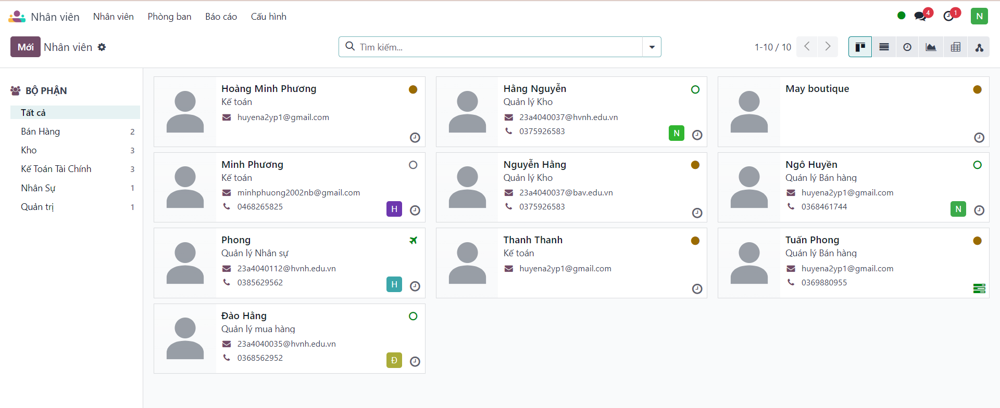 Nhân viên Nhân viên Phòng ban Báo cáo Cấu hình 4 1 N
Mới Nhân viên Tìm kiếm... 1-10 / 10
BỘ PHẬN
Tất cả
Bán Hàng 2
Kho 3
Kế Toán Tài Chính 3
Nhân Sự 1
Quản trị 1
Hoàng Minh Phương
Kế toán
huyena2yp1@gmail.com
Hằng Nguyễn
Quản lý Kho
23a4040037@hvnh.edu.vn
0375926583
N
May boutique
Minh Phương
Kế toán
minhphuong2002nb@gmail.com
0468265825
H
Nguyễn Hằng
Quản lý Kho
23a4040037@bav.edu.vn
0375926583
Ngô Huyền
Quản lý Bán hàng
huyena2yp1@gmail.com
0368461744
N
Phong
Quản lý Nhân sự
23a4040112@hvnh.edu.vn
0385629562
H
Thanh Thanh
Kế toán
huyena2yp1@gmail.com
Tuấn Phong
Quản lý Bán hàng
huyena2yp1@gmail.com
0369880955
Đào Hằng
Quản lý mua hàng
23a4040035@hvnh.edu.vn
0368562952
Đ